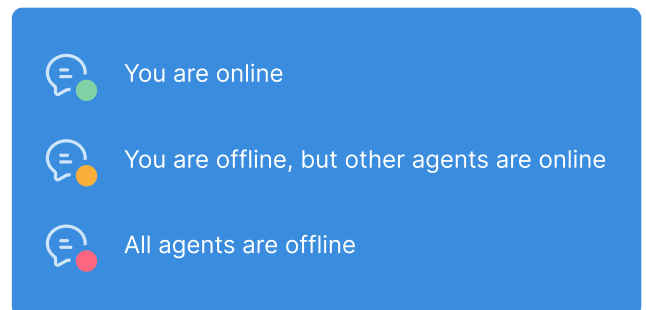 You are online
You are offline, but other agents are online
All agents are offline